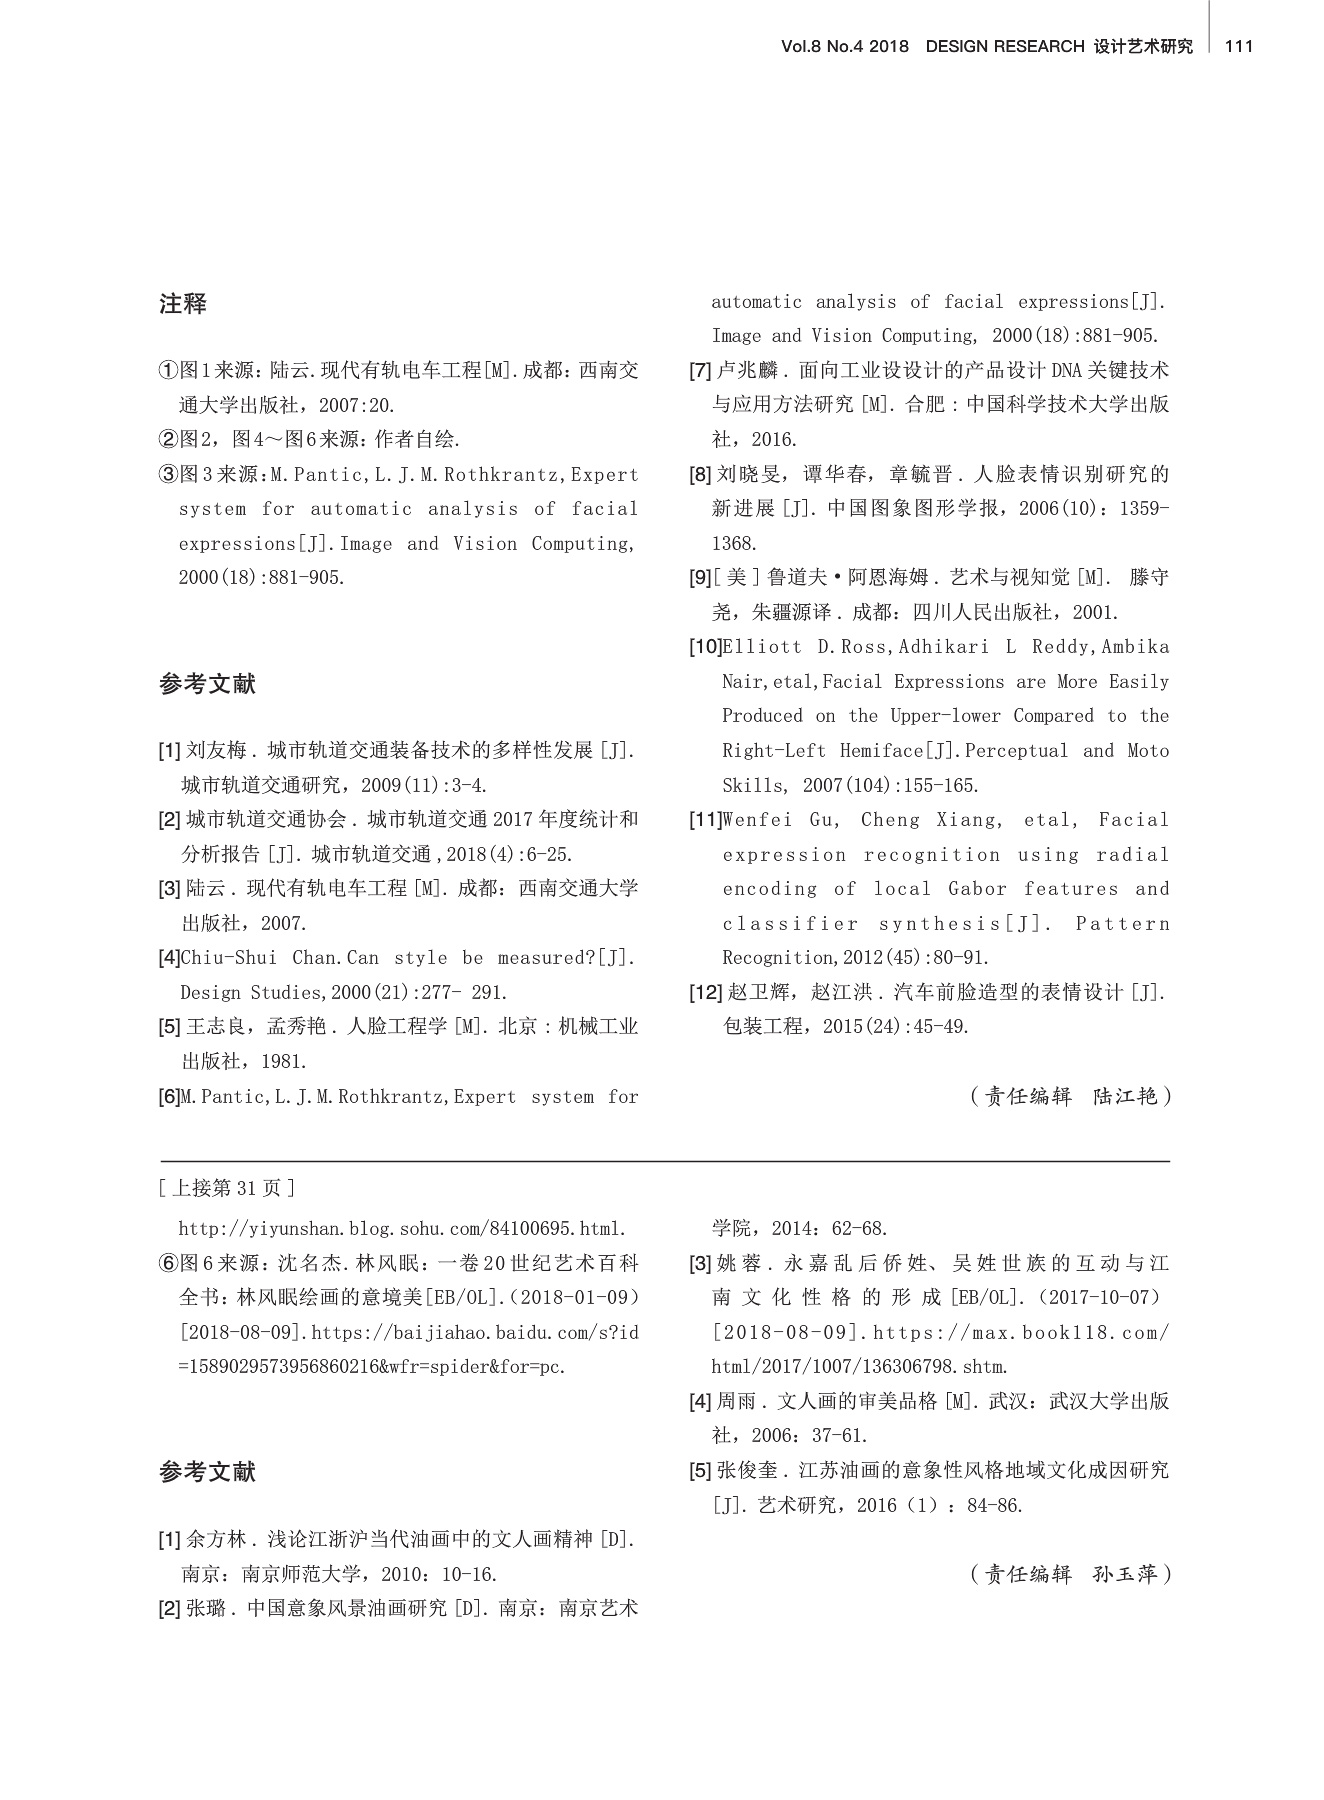 Vol.8 No.4 2018 DESIGN RESEARCH 设计艺术研究 111
注释
①图1来源：陆云.现代有轨电车工程[M].成都：西南交
通大学出版社，2007:20.
②图2，图4～图6来源：作者自绘.
③图3来源:M.Pantic,L.J.M.Rothkrantz,Expert
system for automatic analysis of facial
expressions[J].Image and Vision Computing,
2000(18):881-905.
参考文献
[1] 刘友梅．城市轨道交通装备技术的多样性发展 [J].
城市轨道交通研究，2009(11):3-4.
[2] 城市轨道交通协会．城市轨道交通 2017 年度统计和
分析报告 [J]. 城市轨道交通 ,2018(4):6-25.
[3] 陆云．现代有轨电车工程 [M]. 成都：西南交通大学
出版社，2007.
[4]Chiu-Shui Chan.Can style be measured?[J].
Design Studies,2000(21):277- 291.
[5] 王志良，孟秀艳．人脸工程学 [M]. 北京 : 机械工业
出版社，1981.
[6]M.Pantic,L.J.M.Rothkrantz,Expert system for
automatic analysis of facial expressions[J].
Image and Vision Computing, 2000(18):881-905.
[7] 卢兆麟．面向工业设设计的产品设计 DNA 关键技术
与应用方法研究 [M]. 合肥 : 中国科学技术大学出版
社，2016.
[8] 刘晓旻，谭华春，章毓晋．人脸表情识别研究的
新进展 [J]. 中国图象图形学报，2006(10)：1359-
1368.
[9][ 美 ] 鲁道夫·阿恩海姆．艺术与视知觉 [M]. 滕守
尧，朱疆源译．成都：四川人民出版社，2001.
[10]Elliott D.Ross,Adhikari L Reddy,Ambika
Nair,etal,Facial Expressions are More Easily
Produced on the Upper-lower Compared to the
Right-Left Hemiface[J].Perceptual and Moto
Skills, 2007(104):155-165.
[11]Wenfei Gu, Cheng Xiang, etal, Facial
expression recognition using radial
encoding of local Gabor features and
classifier synthesis[J]. Pattern
Recognition,2012(45):80-91.
[12] 赵卫辉，赵江洪．汽车前脸造型的表情设计 [J].
包装工程，2015(24):45-49.
（责任编辑 陆江艳）
[ 上接第 31 页 ]
http://yiyunshan.blog.sohu.com/84100695.html.
⑥图6来源：沈名杰.林风眠：一卷20世纪艺术百科
全书：林风眠绘画的意境美[EB/OL].（2018-01-09）
[2018-08-09].https://baijiahao.baidu.com/s?id
=1589029573956860216&wfr=spider&for=pc.
参考文献
[1] 余方林．浅论江浙沪当代油画中的文人画精神 [D].
南京：南京师范大学，2010：10-16.
[2] 张璐．中国意象风景油画研究 [D]. 南京：南京艺术
学院，2014：62-68.
[3] 姚蓉．永嘉乱后侨姓、吴姓世族的互动与江
南文化性格的形成 [EB/OL].（2017-10-07）
[2018-08-09].https://max.book118.com/
html/2017/1007/136306798.shtm.
[4] 周雨．文人画的审美品格 [M]. 武汉：武汉大学出版
社，2006：37-61.
[5] 张俊奎．江苏油画的意象性风格地域文化成因研究
[J]. 艺术研究，2016（1）：84-86.
（责任编辑 孙玉萍）